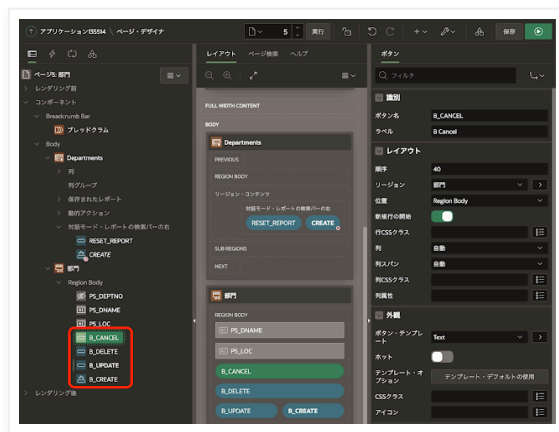 アプリケーション135514 \ ページ・デザイナ
5
実行
保存
ページ5: 部門
レンダリング前
コンポーネント
Breadcrumb Bar
ブレッドクラム
Body
Departments
列
列グループ
保存されたレポート
動的アクション
対話モード・レポートの検索バーの右
RESET_REPORT
CREATE
部門
Region Body
P5_DEPTNO
P5_DNAME
P5_LOC
B_CANCEL
B_DELETE
B_UPDATE
B_CREATE
レンダリング後
レイアウト ページ検索 ヘルプ
FULL WIDTH CONTENT
BODY
Departments
PREVIOUS
REGION BODY
リージョン・コンテンツ
対話モード・レポートの検索バーの右
RESET_REPORT CREATE
SUB REGIONS
NEXT
部門
REGION BODY
P5_DNAME
P5_LOC
B_CANCEL
B_DELETE
B_UPDATE B_CREATE
ボタン
フィルタ
識別
ボタン名 B_CANCEL
ラベル B Cancel
レイアウト
順序 40
リージョン 部門
位置 Region Body
新規行の開始
行CSSクラス
列 自動
列スパン 自動
列CSSクラス
列属性
外観
ボタン・テンプレート Text
ホット
テンプレート・オプション テンプレート・デフォルトの使用
CSSクラス
アイコン